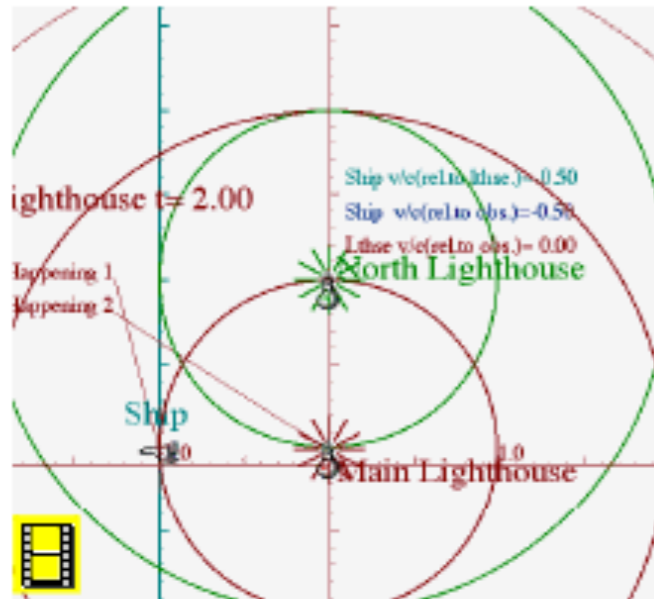 Ship v/c(rel.to lthse.)=-0.50
ighthouse t= 2.00
Ship v/c(rel.to obs.)=-0.50
Lthse v/c(rel.to obs.)= 0.00
North Lighthouse
Happening 1
Happening 2
Ship
1.0
Main Lighthouse